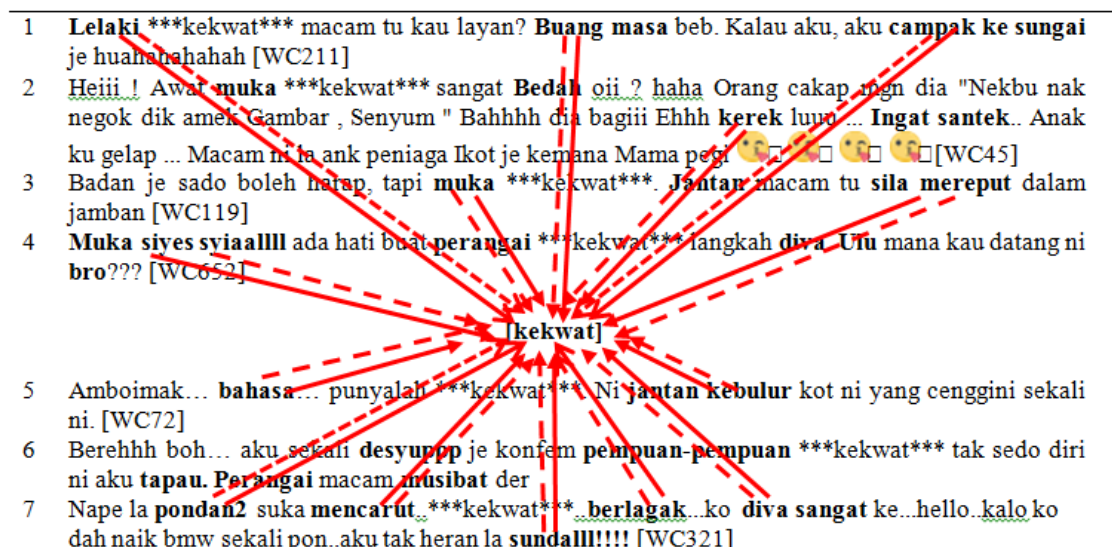 1 Lelaki ***kekwat*** macam tu kau layan? Buang masa beb. Kalau aku, aku campak ke sungai
je huahahahahah [WC211]
2 Heiii ! Awat muka ***kekwat*** sangat Bedah oii ? haha Orang cakap mgn dia "Nekbu nak
negok dik amek Gambar , Senyum " Bahhhh dia bagiii Ehhh kerek luuu ... Ingat santek.. Anak
ku gelap ... Macam ni la ank peniaga Ikot je kemana Mama pegi 😘□ 😘□ 😘□ 😘□[WC45]
3 Badan je sado boleh harap, tapi muka ***kekwat***. Jantan macam tu sila mereput dalam
jamban [WC119]
4 Muka siyes syiaallll ada hati buat perangai ***kekwat*** langkah diva. Ulu mana kau datang ni
bro??? [WC652]
[kekwat]
5 Amboimak… bahasa… punyalah ***kekwat***. Ni jantan kebulur kot ni yang cenggini sekali
ni. [WC72]
6 Berehhh boh… aku sekali desyuppp je konfem pempuan-pempuan ***kekwat*** tak sedo diri
ni aku tapau. Perangai macam musibat der
7 Nape la pondan2 suka mencarut..***kekwat***..berlagak...ko diva sangat ke...hello..kalo ko
dah naik bmw sekali pon..aku tak heran la sundalll!!!! [WC321]